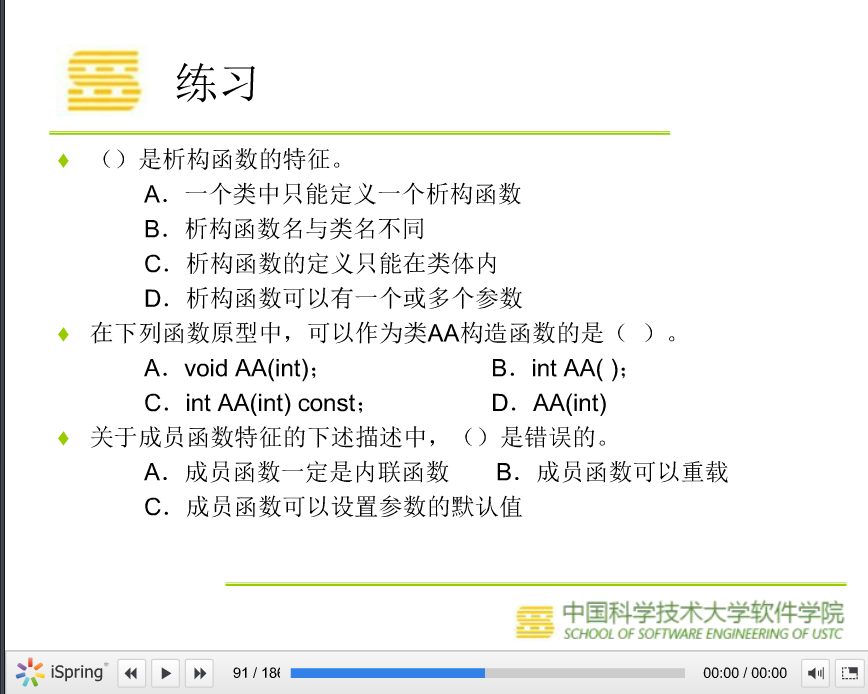 练习
（）是析构函数的特征。
A．一个类中只能定义一个析构函数
B．析构函数名与类名不同
C．析构函数的定义只能在类体内
D．析构函数可以有一个或多个参数
在下列函数原型中，可以作为类AA构造函数的是（ ）。
A．void AA(int)； B．int AA( )；
C．int AA(int) const； D．AA(int)
关于成员函数特征的下述描述中，（）是错误的。
A．成员函数一定是内联函数 B．成员函数可以重载
C．成员函数可以设置参数的默认值
中国科学技术大学软件学院
SCHOOL OF SOFTWARE ENGINEERING OF USTC
iSpring 91 / 186 00:00 / 00:00